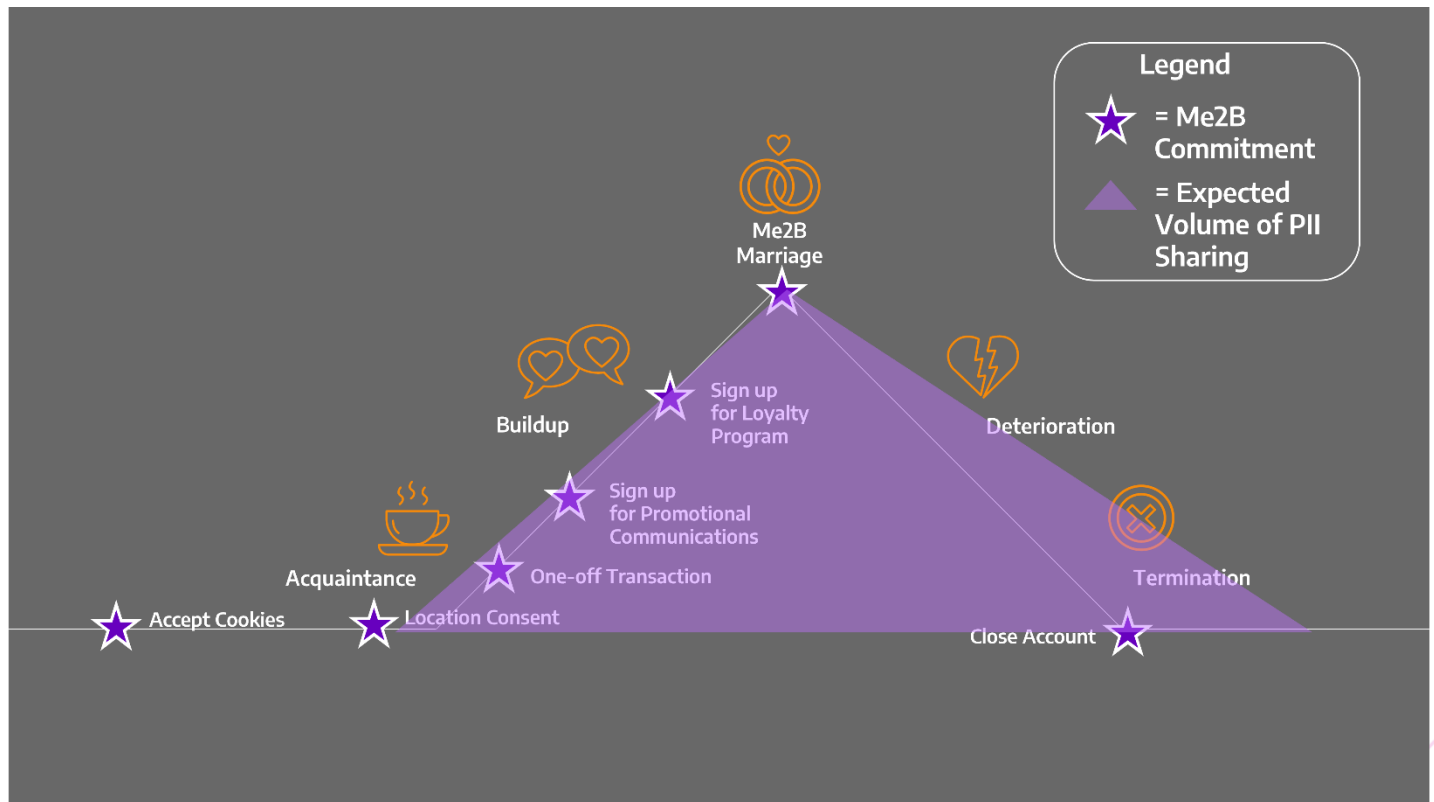 Legend
= Me2B
Commitment
= Expected
Volume of PII
Sharing
Me2B
Marriage
Sign up
for Loyalty
Program
Buildup
Deterioration
Sign up
for Promotional
Communications
Acquaintance
One-off Transaction
Termination
Accept Cookies
Location Consent
Close Account